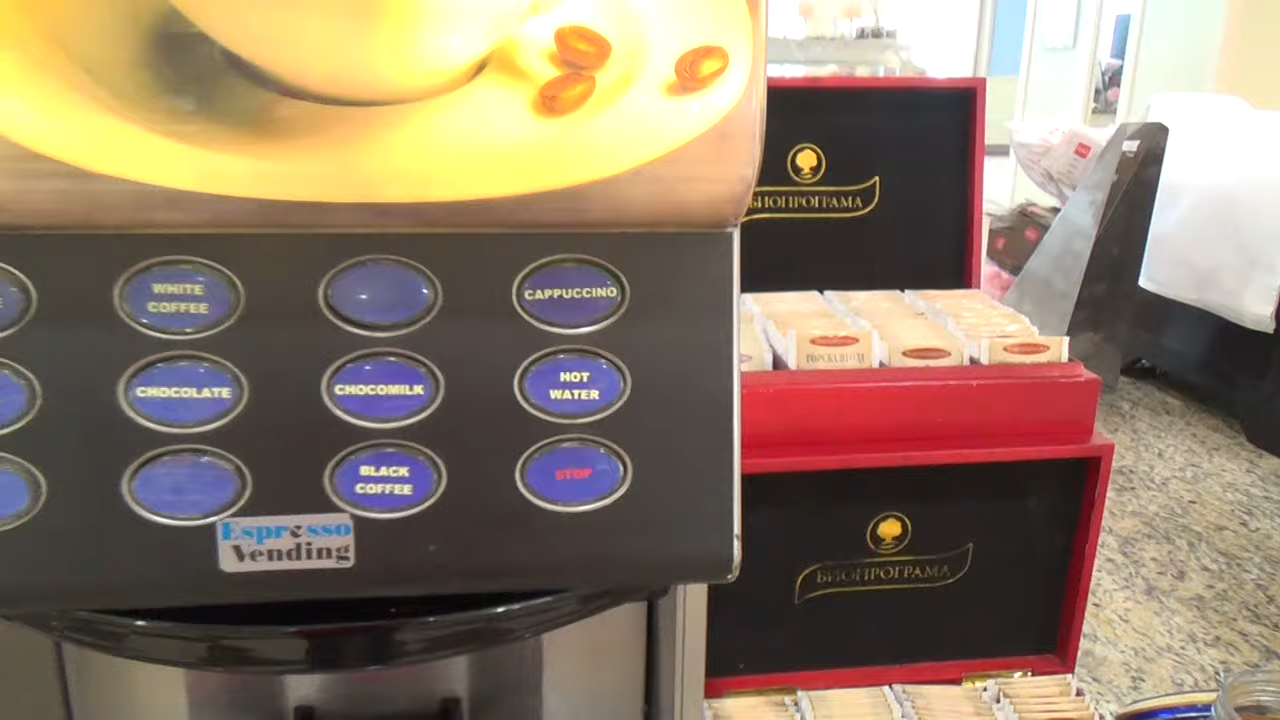 БИОПРОГРАМА
WHITE
COFFEE
CAPPUCCINO
CHOCOLATE
CHOCOMILK
HOT
WATER
BLACK
COFFEE
STOP
Espresso
Vending
БИОПРОГРАМА